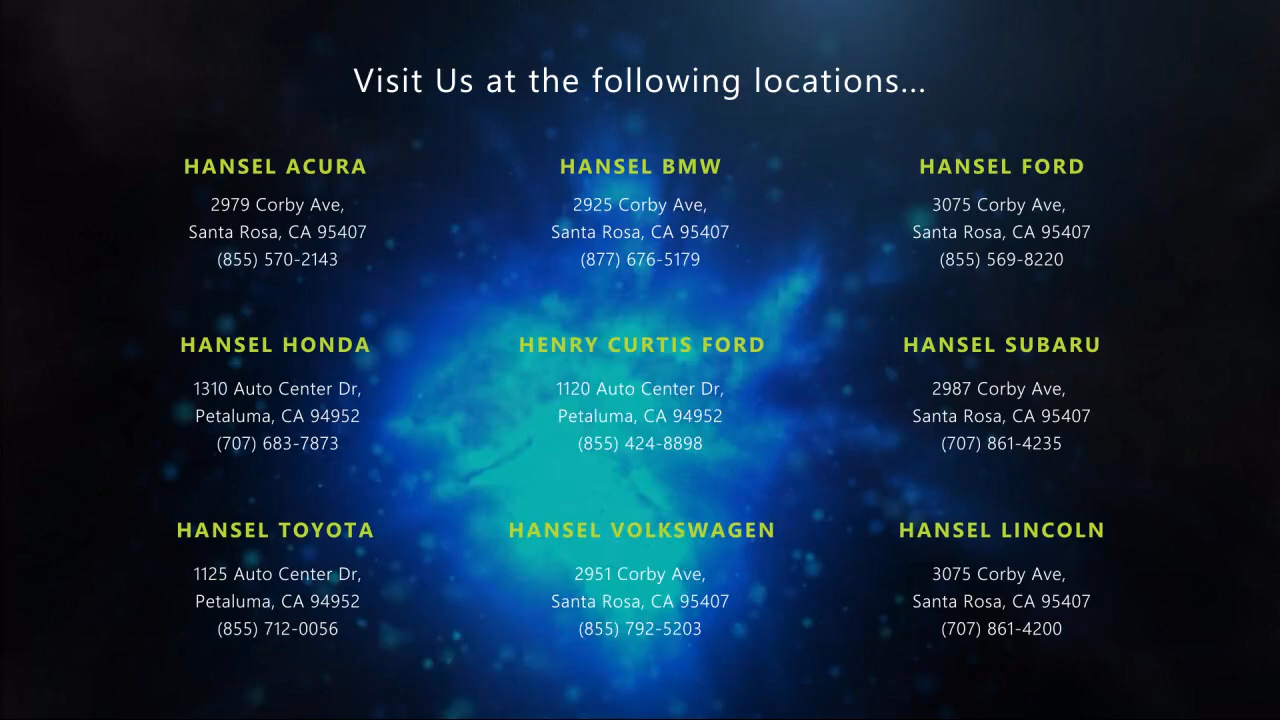 Visit Us at the following locations...
HANSEL ACURA
2979 Corby Ave,
Santa Rosa, CA 95407
(855) 570-2143
HANSEL BMW
2925 Corby Ave,
Santa Rosa, CA 95407
(877) 676-5179
HANSEL FORD
3075 Corby Ave,
Santa Rosa, CA 95407
(855) 569-8220
HANSEL HONDA
1310 Auto Center Dr,
Petaluma, CA 94952
(707) 683-7873
HENRY CURTIS FORD
1120 Auto Center Dr,
Petaluma, CA 94952
(855) 424-8898
HANSEL SUBARU
2987 Corby Ave,
Santa Rosa, CA 95407
(707) 861-4235
HANSEL TOYOTA
1125 Auto Center Dr,
Petaluma, CA 94952
(855) 712-0056
HANSEL VOLKSWAGEN
2951 Corby Ave,
Santa Rosa, CA 95407
(855) 792-5203
HANSEL LINCOLN
3075 Corby Ave,
Santa Rosa, CA 95407
(707) 861-4200